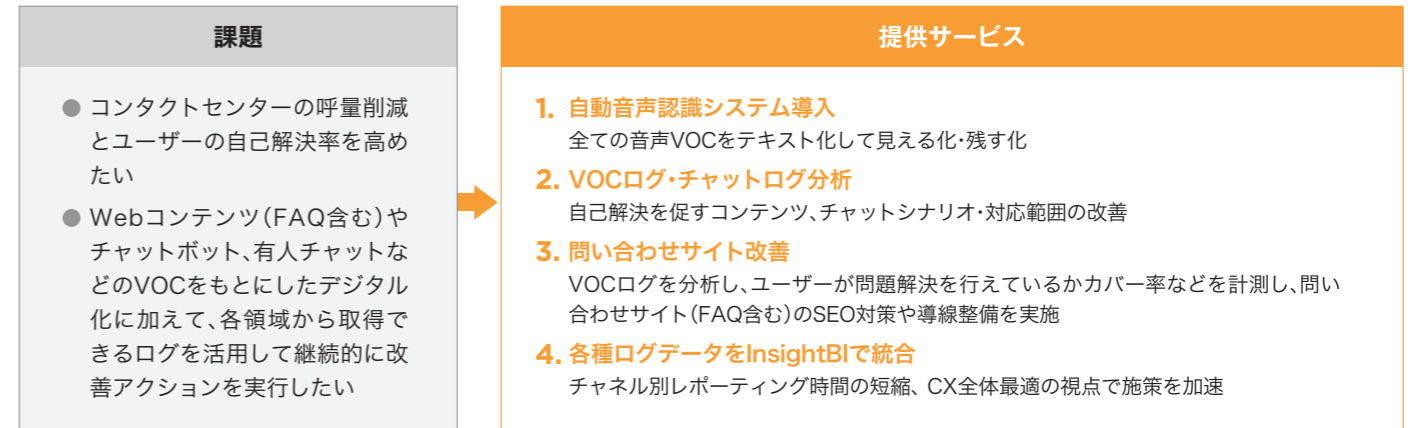 課題
● コンタクトセンターの呼量削減
とユーザーの自己解決率を高め
たい
● Webコンテンツ(FAQ含む)や
チャットボット、有人チャットな
どのVOCをもとにしたデジタル
化に加えて、各領域から取得で
きるログを活用して継続的に改
善アクションを実行したい
提供サービス
1. 自動音声認識システム導入
全ての音声VOCをテキスト化して見える化・残す化
2. VOCログ・チャットログ分析
自己解決を促すコンテンツ、チャットシナリオ・対応範囲の改善
3. 問い合わせサイト改善
VOCログを分析し、ユーザーが問題解決を行えているかカバー率などを計測し、問い
合わせサイト(FAQ含む)のSEO対策や導線整備を実施
4. 各種ログデータをInsightBIで統合
チャネル別レポーティング時間の短縮、CX全体最適の視点で施策を加速